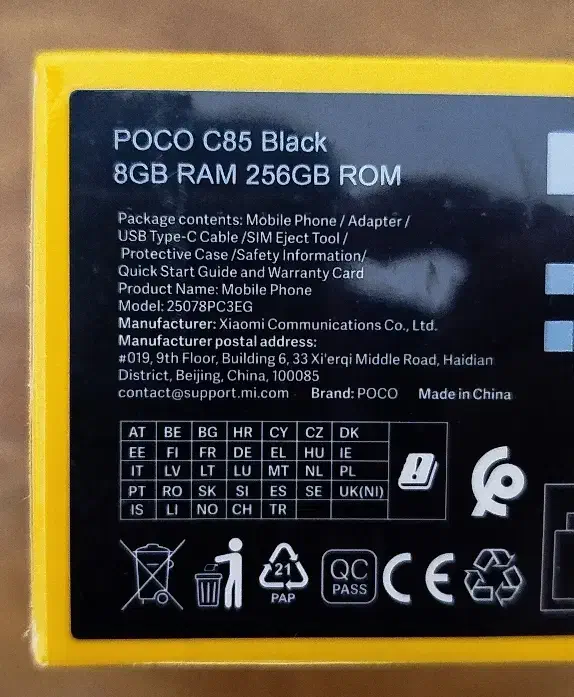 POCO C85 Black
8GB RAM 256GB ROM
Package contents: Mobile Phone / Adapter /
USB Type-C Cable /SIM Eject Tool /
Protective Case /Safety Information/
Quick Start Guide and Warranty Card
Product Name: Mobile Phone
Model: 25078PC3EG
Manufacturer: Xiaomi Communications Co., Ltd.
Manufacturer postal address:
#019, 9th Floor, Building 6, 33 Xi'erqi Middle Road, Haidian
District, Beijing, China, 100085
contact@support.mi.com Brand: POCO Made in China
AT BE BG HR CY CZ DK
EE FI FR DE EL HU IE
IT LV LT LU MT NL PL
PT RO SK SI ES SE UK(NI)
IS LI NO CH TR
21
PAP
QC
PASS
CE